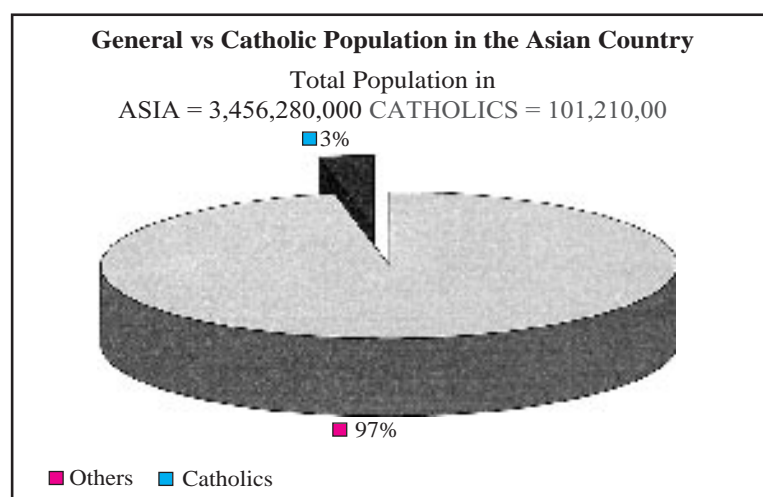 General vs Catholic Population in the Asian Country
Total Population in
ASIA = 3,456,280,000 CATHOLICS = 101,210,00
3%
97%
Others Catholics